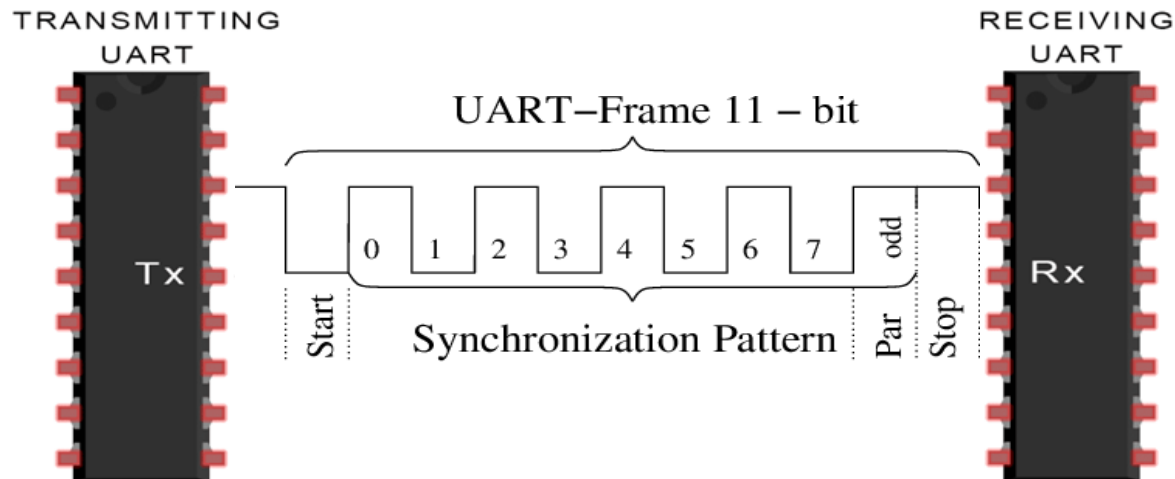 TRANSMITTING
UART
RECEIVING
UART
UART–Frame 11 – bit
Tx
0 1 2 3 4 5 6 7 odd
Rx
Start
Synchronization Pattern
Par
Stop